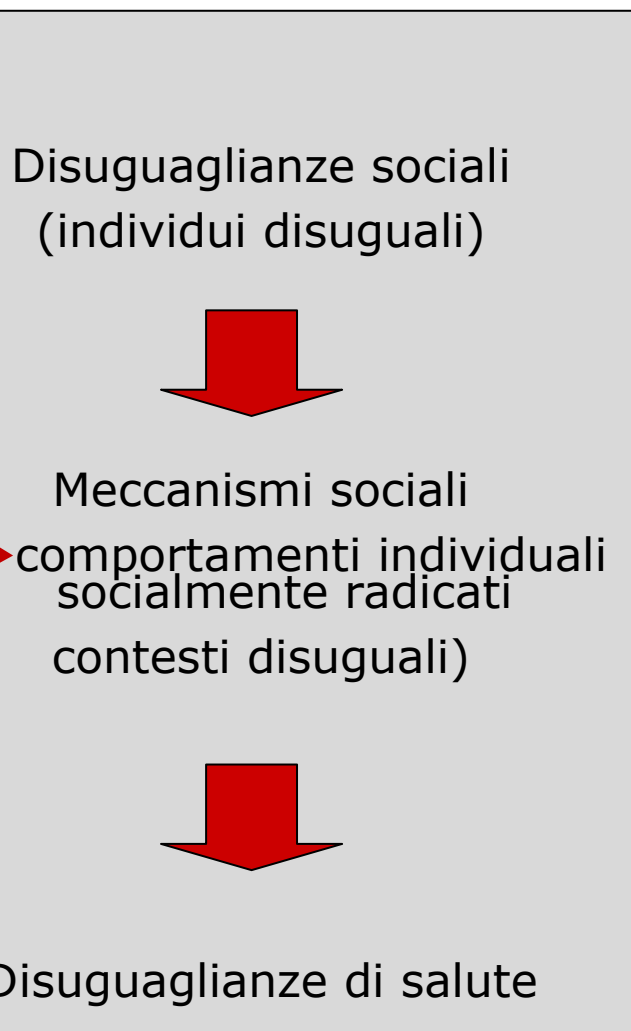 Disuguaglianze sociali
(individui disuguali)
Meccanismi sociali
comportamenti individuali
socialmente radicati
contesti disuguali)
Disuguaglianze di salute